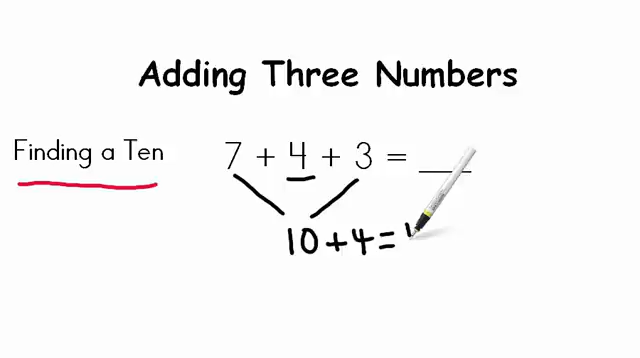 Adding Three Numbers
Finding a Ten
7 + 4 + 3 = ___
10+4=